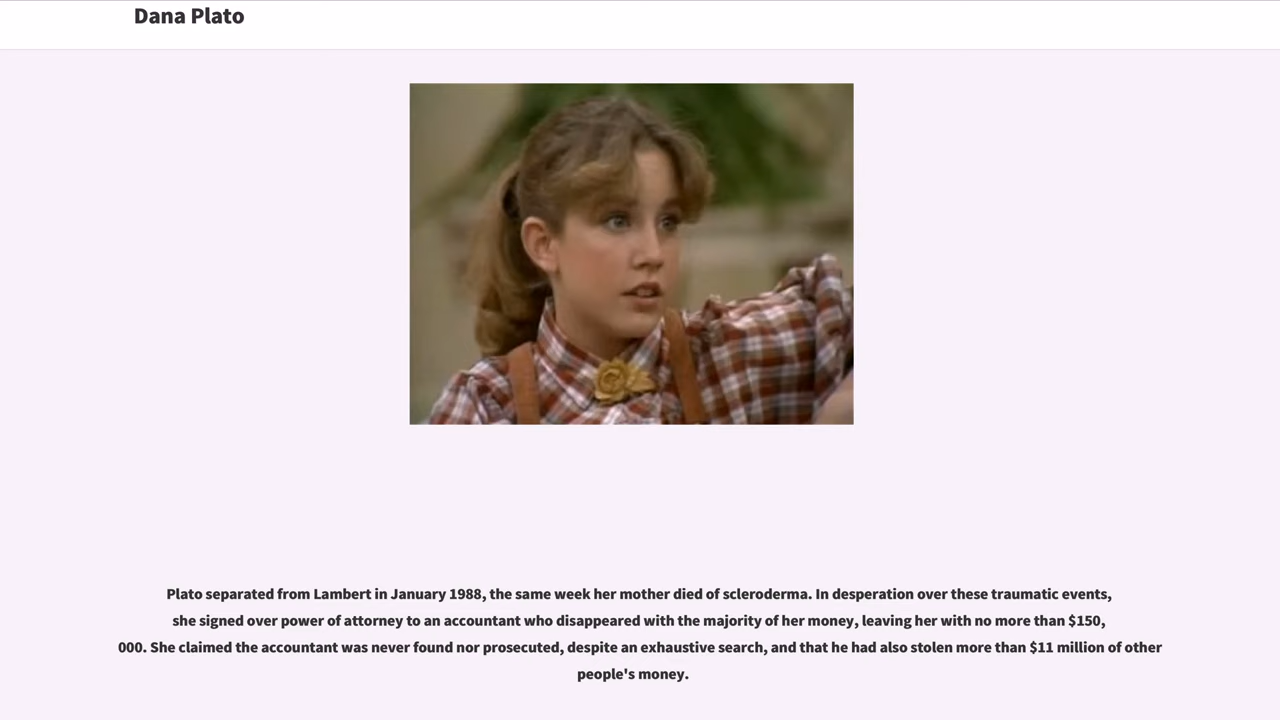 Dana Plato
Plato separated from Lambert in January 1988, the same week her mother died of scleroderma. In desperation over these traumatic events,
she signed over power of attorney to an accountant who disappeared with the majority of her money, leaving her with no more than $150,
000. She claimed the accountant was never found nor prosecuted, despite an exhaustive search, and that he had also stolen more than $11 million of other
people's money.